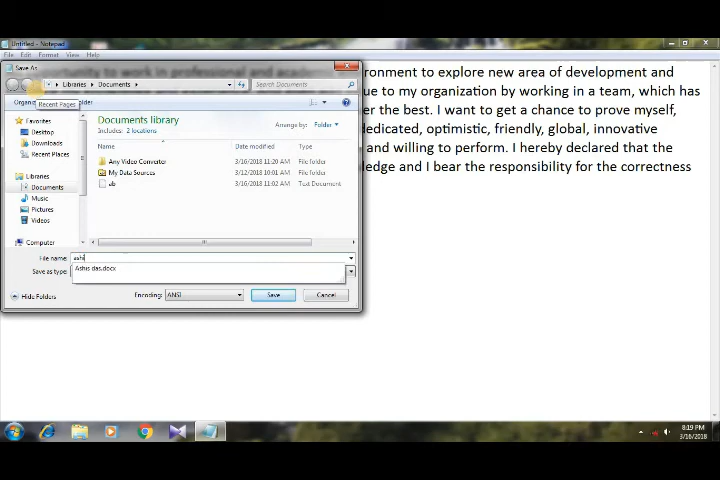 Untitled - Notepad
File Edit Format View Help
Save As
Libraries Documents
Search Documents
Recent Pages
Documents library
Includes: 2 locations
Arrange by: Folder
Name Date modified Type
Favorites
Desktop
Downloads
Recent Places
Libraries
Documents
Music
Pictures
Videos
Computer
Any Video Converter 3/16/2018 11:20 AM File folder
My Data Sources 3/12/2018 10:01 AM File folder
ab 3/16/2018 11:02 AM Text Document
File name: ashi
Ashis das.docx
Save as type:
Hide Folders
Encoding: ANSI
Save
Cancel
ronment to explore new area of development and
ue to my organization by working in a team, which has
er the best. I want to get a chance to prove myself,
dedicated, optimistic, friendly, global, innovative
and willing to perform. I hereby declared that the
ledge and I bear the responsibility for the correctness
8:19 PM
3/16/2018